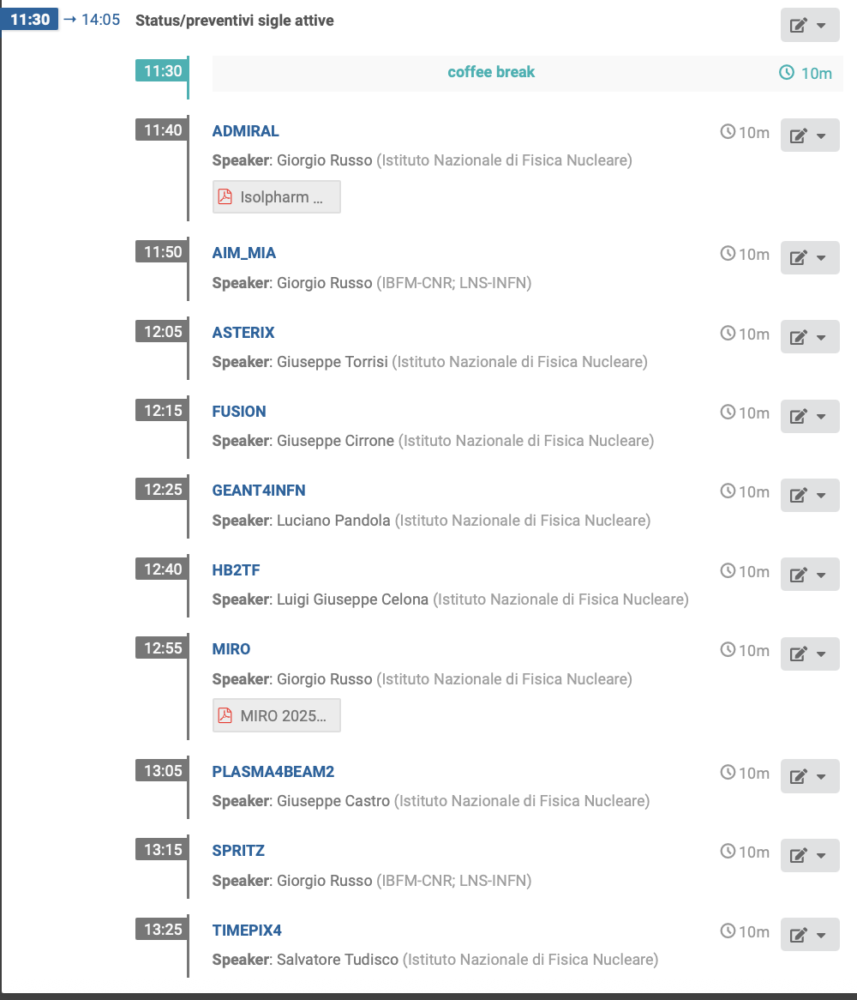 11:30 → 14:05 Status/preventivi sigle attive
11:30 coffee break 10m
11:40 ADMIRAL 10m
Speaker: Giorgio Russo (Istituto Nazionale di Fisica Nucleare)
Isolpharm ...
11:50 AIM_MIA 10m
Speaker: Giorgio Russo (IBFM-CNR; LNS-INFN)
12:05 ASTERIX 10m
Speaker: Giuseppe Torrisi (Istituto Nazionale di Fisica Nucleare)
12:15 FUSION 10m
Speaker: Giuseppe Cirrone (Istituto Nazionale di Fisica Nucleare)
12:25 GEANT4INFN 10m
Speaker: Luciano Pandola (Istituto Nazionale di Fisica Nucleare)
12:40 HB2TF 10m
Speaker: Luigi Giuseppe Celona (Istituto Nazionale di Fisica Nucleare)
12:55 MIRO 10m
Speaker: Giorgio Russo (Istituto Nazionale di Fisica Nucleare)
MIRO 2025...
13:05 PLASMA4BEAM2 10m
Speaker: Giuseppe Castro (Istituto Nazionale di Fisica Nucleare)
13:15 SPRITZ 10m
Speaker: Giorgio Russo (IBFM-CNR; LNS-INFN)
13:25 TIMEPIX4 10m
Speaker: Salvatore Tudisco (Istituto Nazionale di Fisica Nucleare)